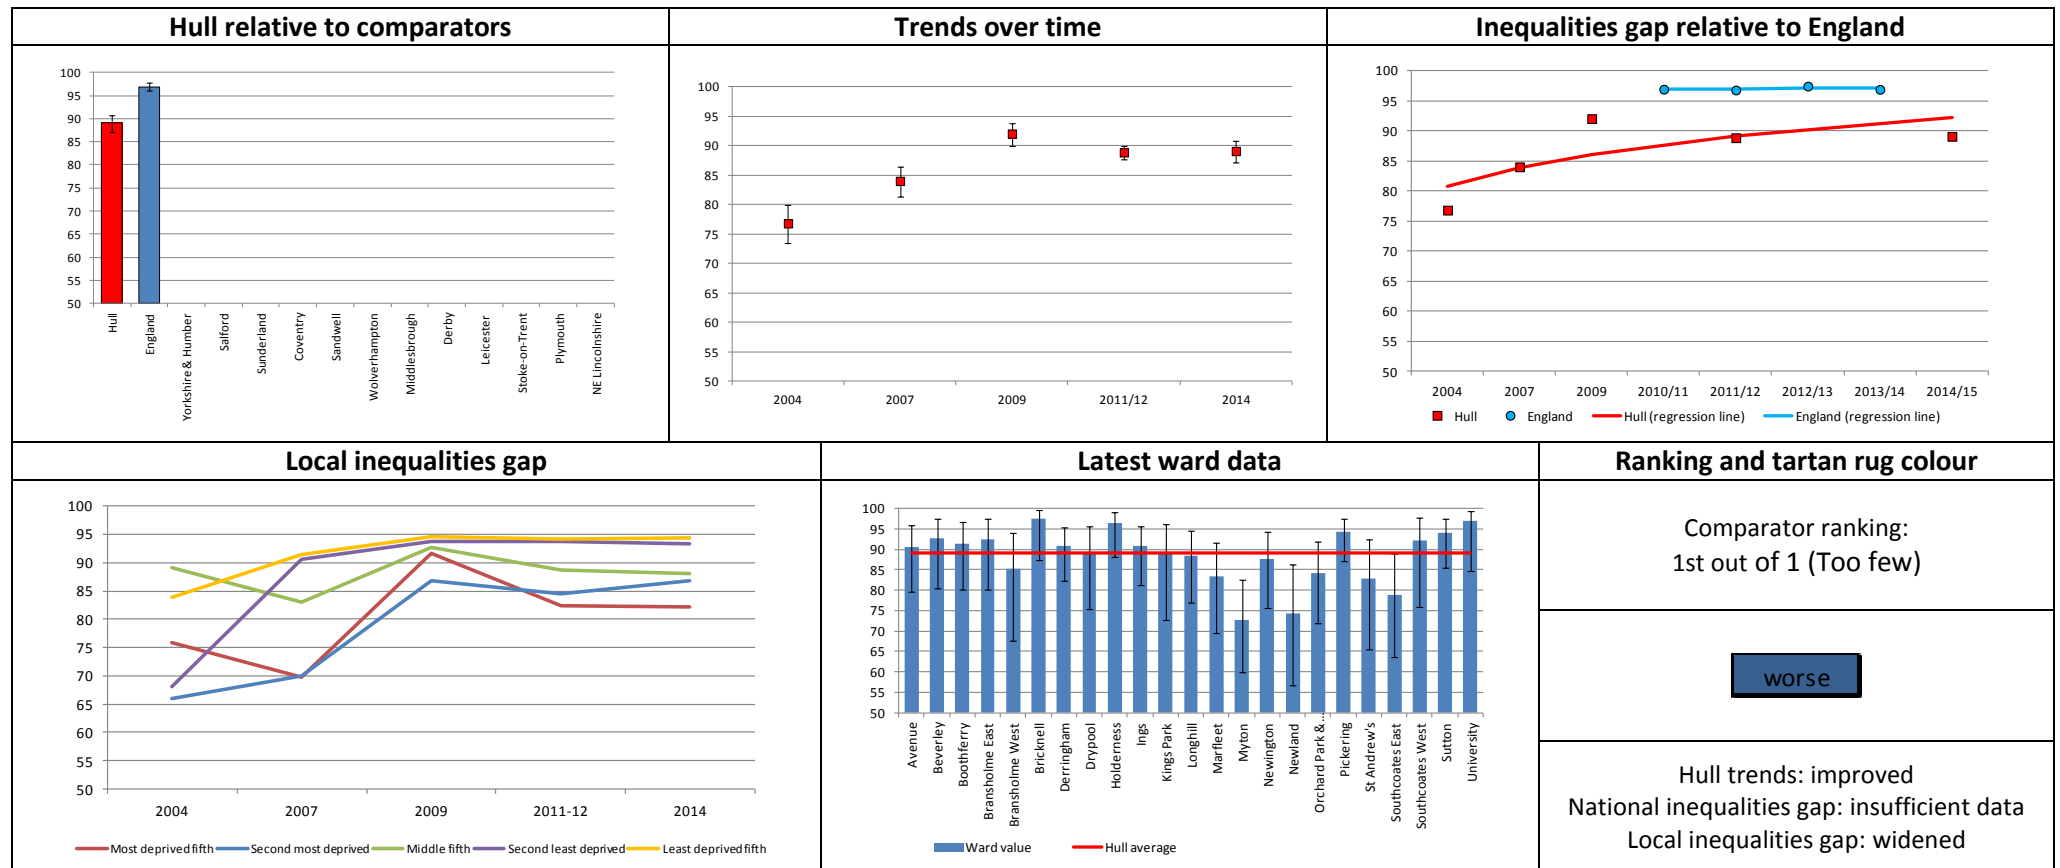 Hull relative to comparators
Trends over time
Inequalities gap relative to England
100
95
90
85
80
75
70
65
60
55
50
Hull
England
Yorkshire & Humber
Salford
Sunderland
Coventry
Sandwell
Wolverhampton
Middlesbrough
Derby
Leicester
Stoke-on-Trent
Plymouth
NE Lincolnshire
100
95
90
85
80
75
70
65
60
55
50
2004 2007 2009 2011/12 2014
100
95
90
85
80
75
70
65
60
55
50
2004 2007 2009 2010/11 2011/12 2012/13 2013/14 2014/15
Hull England Hull (regression line) England (regression line)
Local inequalities gap
Latest ward data
Ranking and tartan rug colour
100
95
90
85
80
75
70
65
60
55
50
2004 2007 2009 2011-12 2014
Most deprived fifth Second most deprived Middle fifth Second least deprived Least deprived fifth
100
95
90
85
80
75
70
65
60
55
50
Avenue
Beverley
Boothferry
Bransholme East
Bransholme West
Bricknell
Derringham
Drypool
Holderness
Ings
Kings Park
Longhill
Marfleet
Myton
Newington
Newland
Orchard Park & ...
Pickering
St Andrew's
Southcoates East
Southcoates West
Sutton
University
Ward value Hull average
Comparator ranking:
1st out of 1 (Too few)
worse
Hull trends: improved
National inequalities gap: insufficient data
Local inequalities gap: widened